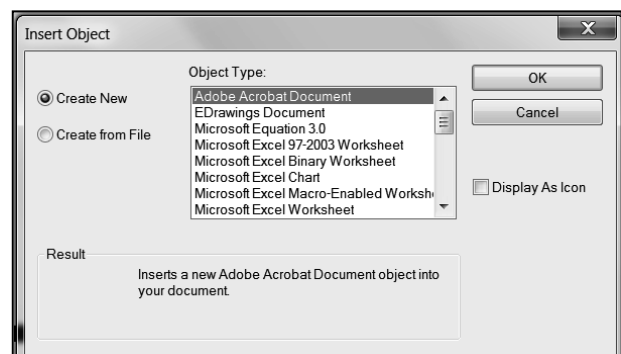 Insert Object
X
Object Type:
Create New
Create from File
Adobe Acrobat Document
EDrawings Document
Microsoft Equation 3.0
Microsoft Excel 97-2003 Worksheet
Microsoft Excel Binary Worksheet
Microsoft Excel Chart
Microsoft Excel Macro-Enabled Worksh
Microsoft Excel Worksheet
OK
Cancel
Display As Icon
Result
Inserts a new Adobe Acrobat Document object into
your document.